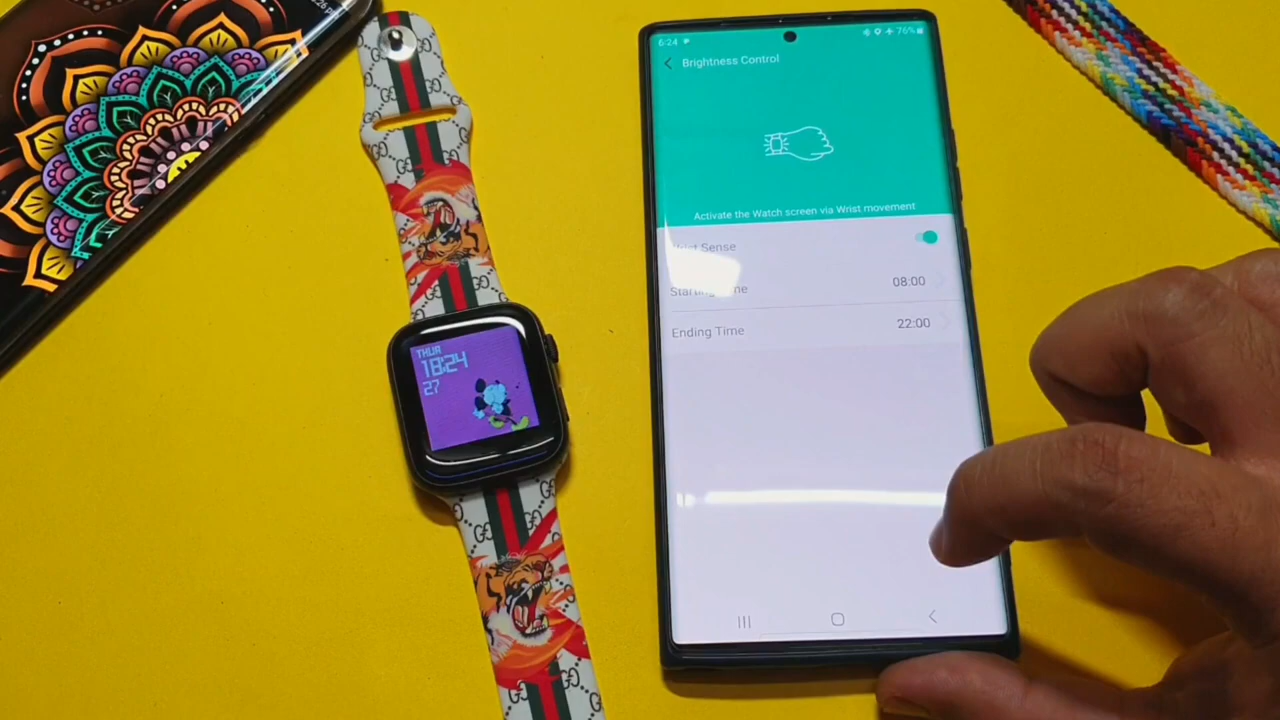 6:24
76%
Brightness Control
Activate the Watch screen via Wrist movement
Sense
08:00
Ending Time
22:00
THUR
18:24
27